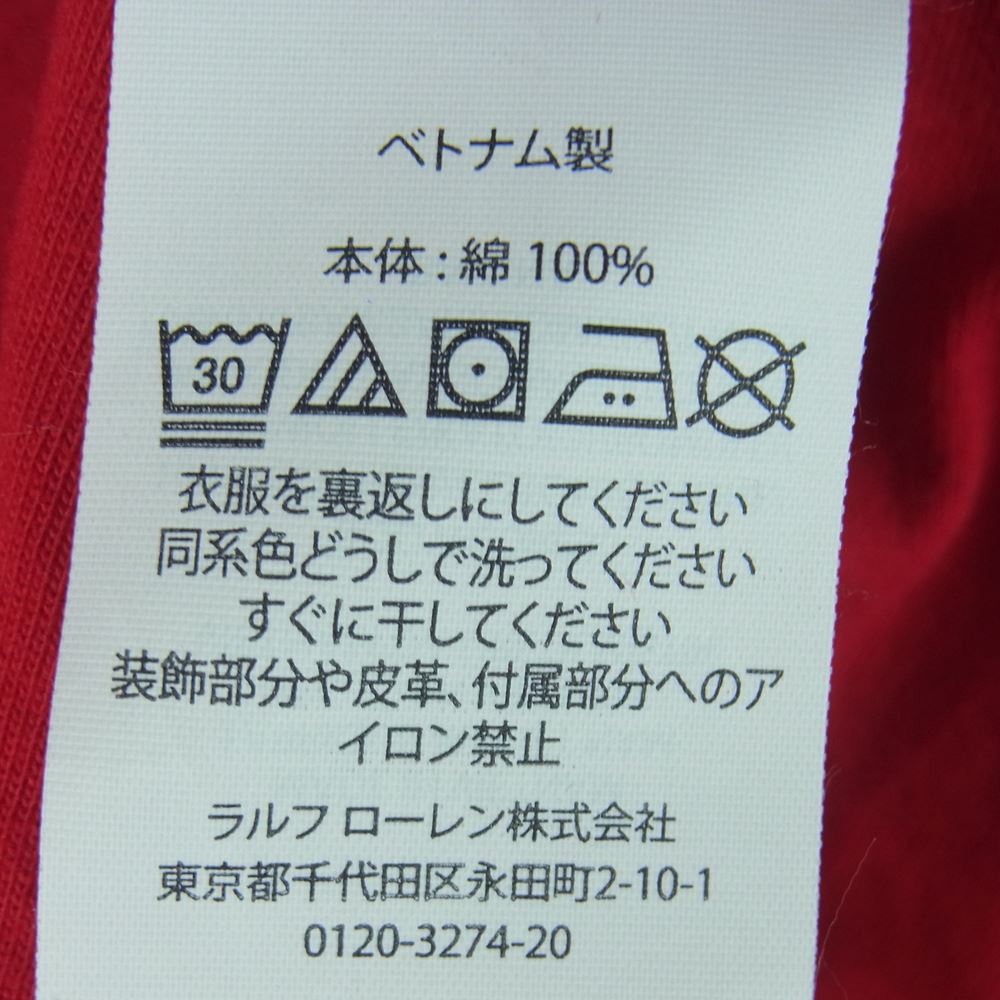 ベトナム製
本体 : 綿 100%
30
衣服を裏返しにしてください
同系色どうしで洗ってください
すぐに干してください
装飾部分や皮革、付属部分へのア
イロン禁止
ラルフ ローレン株式会社
東京都千代田区永田町2-10-1
0120-3274-20